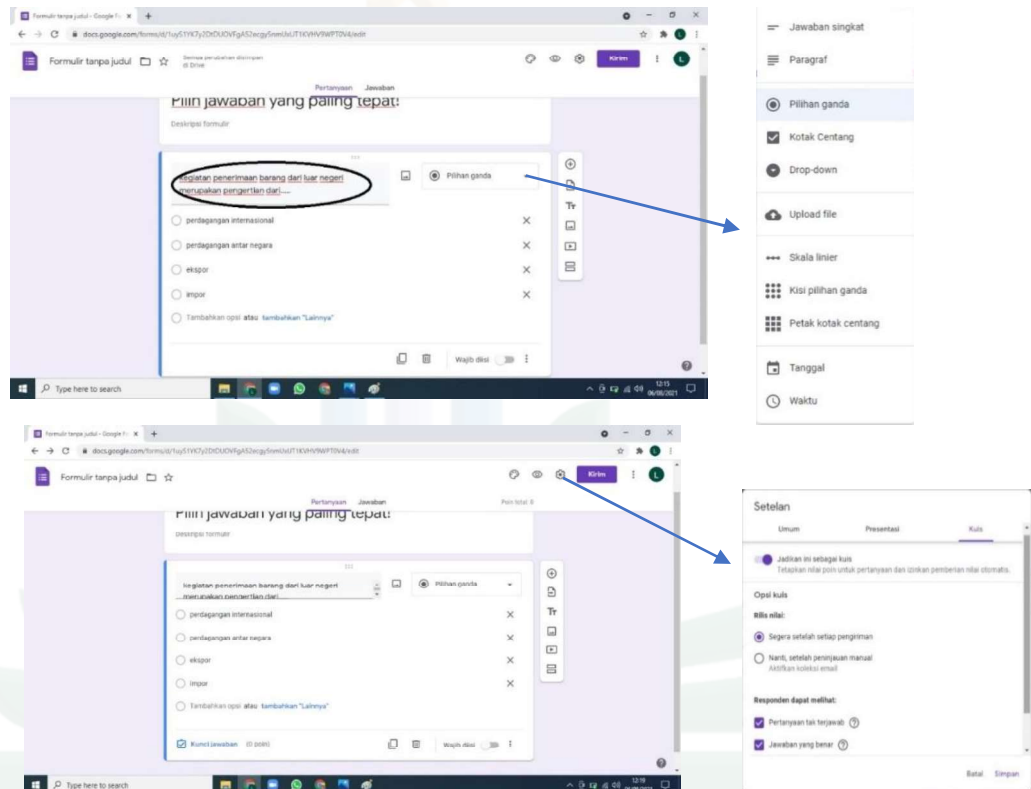 Formulir tanpa judul - Google F
docs.google.com/forms
Formulir tanpa judul
Semua perubahan disimpan
di Drive
Kirim
L
Pertanyaan Jawaban
Pilih jawaban yang paling tepat!
Deskripsi formulir
kegiatan penerimaan barang dari luar negeri
merupakan pengertian dari.....
Pilihan ganda
perdagangan internasional
perdagangan antar negara
ekspor
impor
Tambahkan opsi atau tambahkan "Lainnya"
Wajib diisi
Type here to search
12:15
06/08/2021
Jawaban singkat
Paragraf
Pilihan ganda
Kotak Centang
Drop-down
Upload file
Skala linier
Kisi pilihan ganda
Petak kotak centang
Tanggal
Waktu
Formulir tanpa judul - Google F
docs.google.com/forms
Formulir tanpa judul
Kirim
L
Pertanyaan Jawaban
Poin total: 0
Pilih jawaban yang paling tepat!
Deskripsi formulir
kegiatan penerimaan barang dari luar negeri
merupakan pengertian dari
Pilihan ganda
perdagangan internasional
perdagangan antar negara
ekspor
impor
Tambahkan opsi atau tambahkan "Lainnya"
Kunci jawaban (0 poin)
Wajib diisi
Type here to search
12:19
Setelan
Umum Presentasi Kuis
Jadikan ini sebagai kuis
Tetapkan nilai poin untuk pertanyaan dan izinkan pemberian nilai otomatis.
Opsi kuis
Rilis nilai:
Segera setelah setiap pengiriman
Nanti, setelah peninjauan manual
Aktifkan koleksi email
Responden dapat melihat:
Pertanyaan tak terjawab
Jawaban yang benar
Batal Simpan